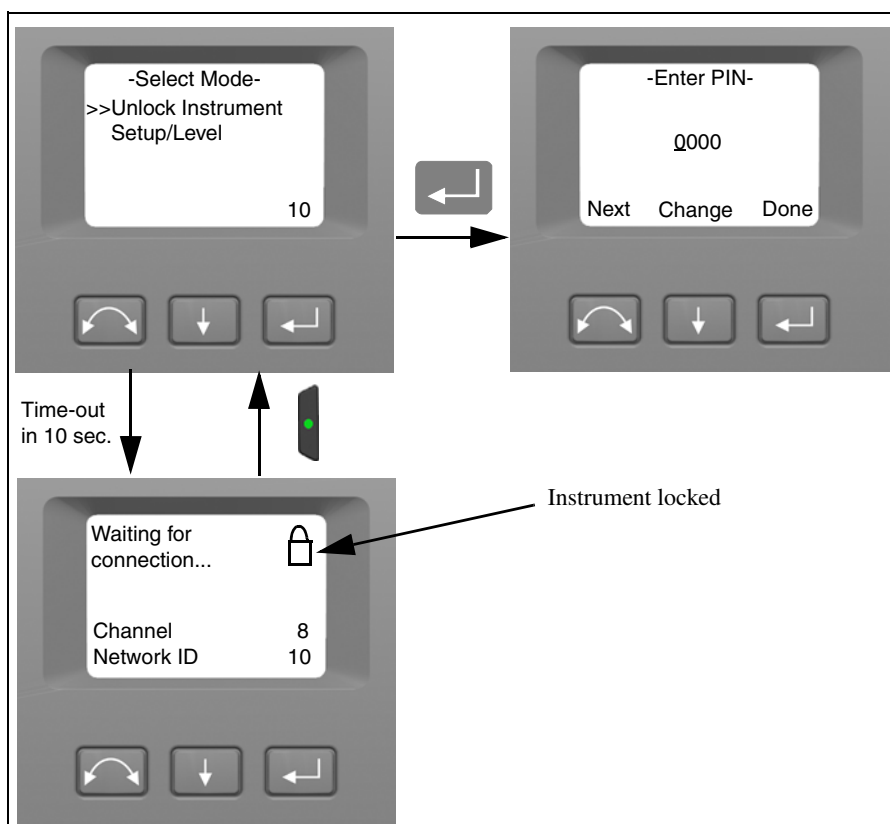 -Select Mode-
>>Unlock Instrument
Setup/Level
10
-Enter PIN-
0000
Next Change Done
Time-out
in 10 sec.
Instrument locked
Waiting for
connection...
Channel 8
Network ID 10